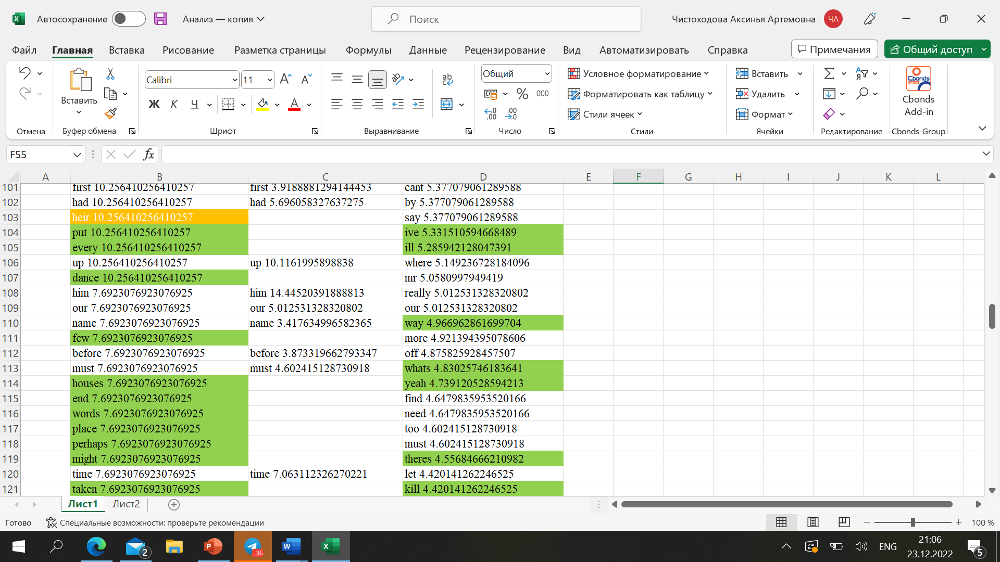 Автосохранение
Анализ — копия
Поиск
Чистоходова Аксинья Артемовна
ЧА
Файл Главная Вставка Рисование Разметка страницы Формулы Данные Рецензирование Вид Автоматизировать Справка
Примечания Общий доступ
Вставить
Calibri 11
Ж К Ч
Общий
% 000
Условное форматирование
Форматировать как таблицу
Стили ячеек
Вставить
Удалить
Формат
Cbonds
ADD-IN
Cbonds
Add-in
Отмена Буфер обмена Шрифт Выравнивание Число Стили Ячейки Редактирование Cbonds-Group
F55
fx
A B C D E F G H I J K L
101 first 10.256410256410257 first 3.9188881294144453 cant 5.377079061289588
102 had 10.256410256410257 had 5.696058327637275 by 5.377079061289588
103 heir 10.256410256410257 say 5.377079061289588
104 put 10.256410256410257 ive 5.331510594668489
105 every 10.256410256410257 ill 5.285942128047391
106 up 10.256410256410257 up 10.1161995898838 where 5.149236728184096
107 dance 10.256410256410257 mr 5.0580997949419
108 him 7.6923076923076925 him 14.44520391888813 really 5.012531328320802
109 our 7.6923076923076925 our 5.012531328320802 our 5.012531328320802
110 name 7.6923076923076925 name 3.417634996582365 way 4.966962861699704
111 few 7.6923076923076925 more 4.921394395078606
112 before 7.6923076923076925 before 3.873319662793347 off 4.875825928457507
113 must 7.6923076923076925 must 4.602415128730918 whats 4.83025746183641
114 houses 7.6923076923076925 yeah 4.739120528594213
115 end 7.6923076923076925 find 4.6479835953520166
116 words 7.6923076923076925 need 4.6479835953520166
117 place 7.6923076923076925 too 4.602415128730918
118 perhaps 7.6923076923076925 must 4.602415128730918
119 might 7.6923076923076925 theres 4.55684666210982
120 time 7.6923076923076925 time 7.063112326270221 let 4.420141262246525
121 taken 7.6923076923076925 kill 4.420141262246525
Лист1 Лист2
Готово Специальные возможности: проверьте рекомендации 100 %
2 ..36 ENG 21:06
23.12.2022 5